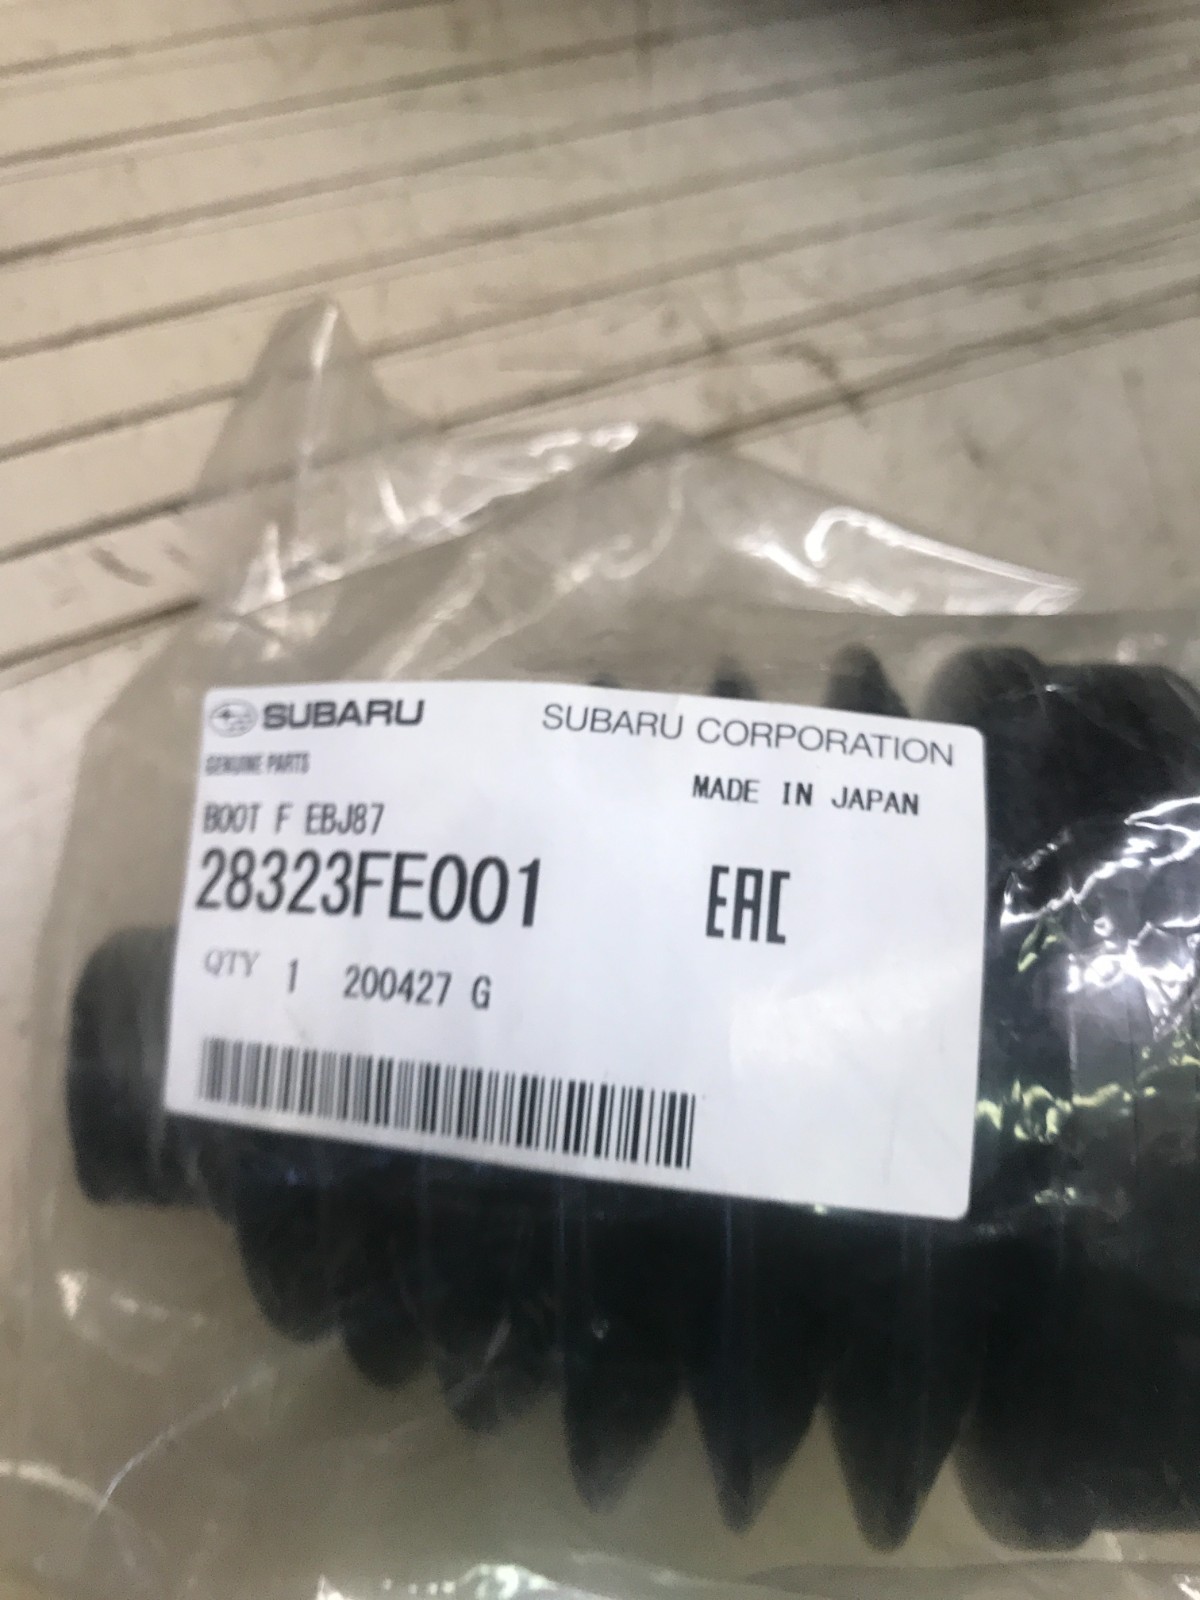 SUBARU
SUBARU CORPORATION
GENUINE PARTS
MADE IN JAPAN
BOOT F EBJ87
28323FE001
EAC
QTY 1 200427 G